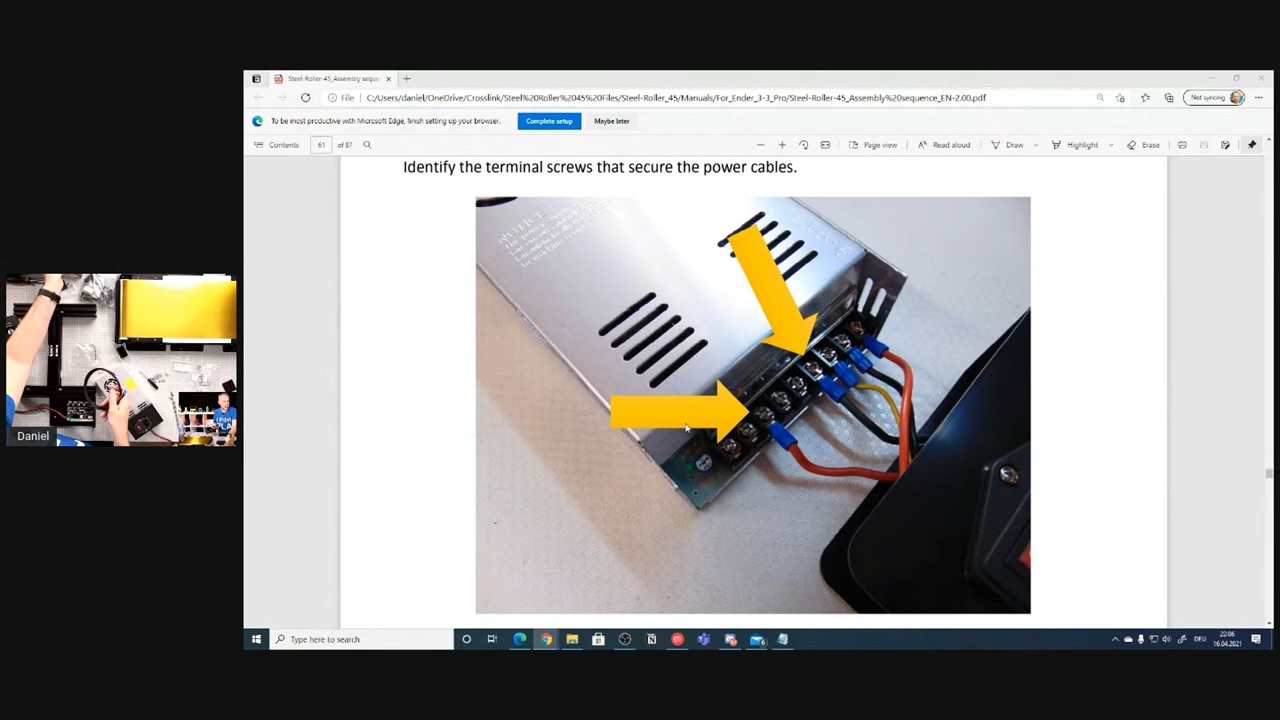 Steel-Roller-45_Assembly seque
File
C:/Users/daniel/OneDrive/Crosslink/Steel%20Roller%2045%20Files/Steel-Roller_45/Manuals/For_Ender_3-3_Pro/Steel-Roller-45_Assembly%20sequence_EN-2.00.pdf
Not syncing
To be most productive with Microsoft Edge, finish setting up your browser.
Complete setup
Maybe later
Contents
61
of 87
Page view
Read aloud
Draw
Highlight
Erase
Identify the terminal screws that secure the power cables.
NOTICE
Daniel
Type here to search
DEU
22:06
16.04.2021